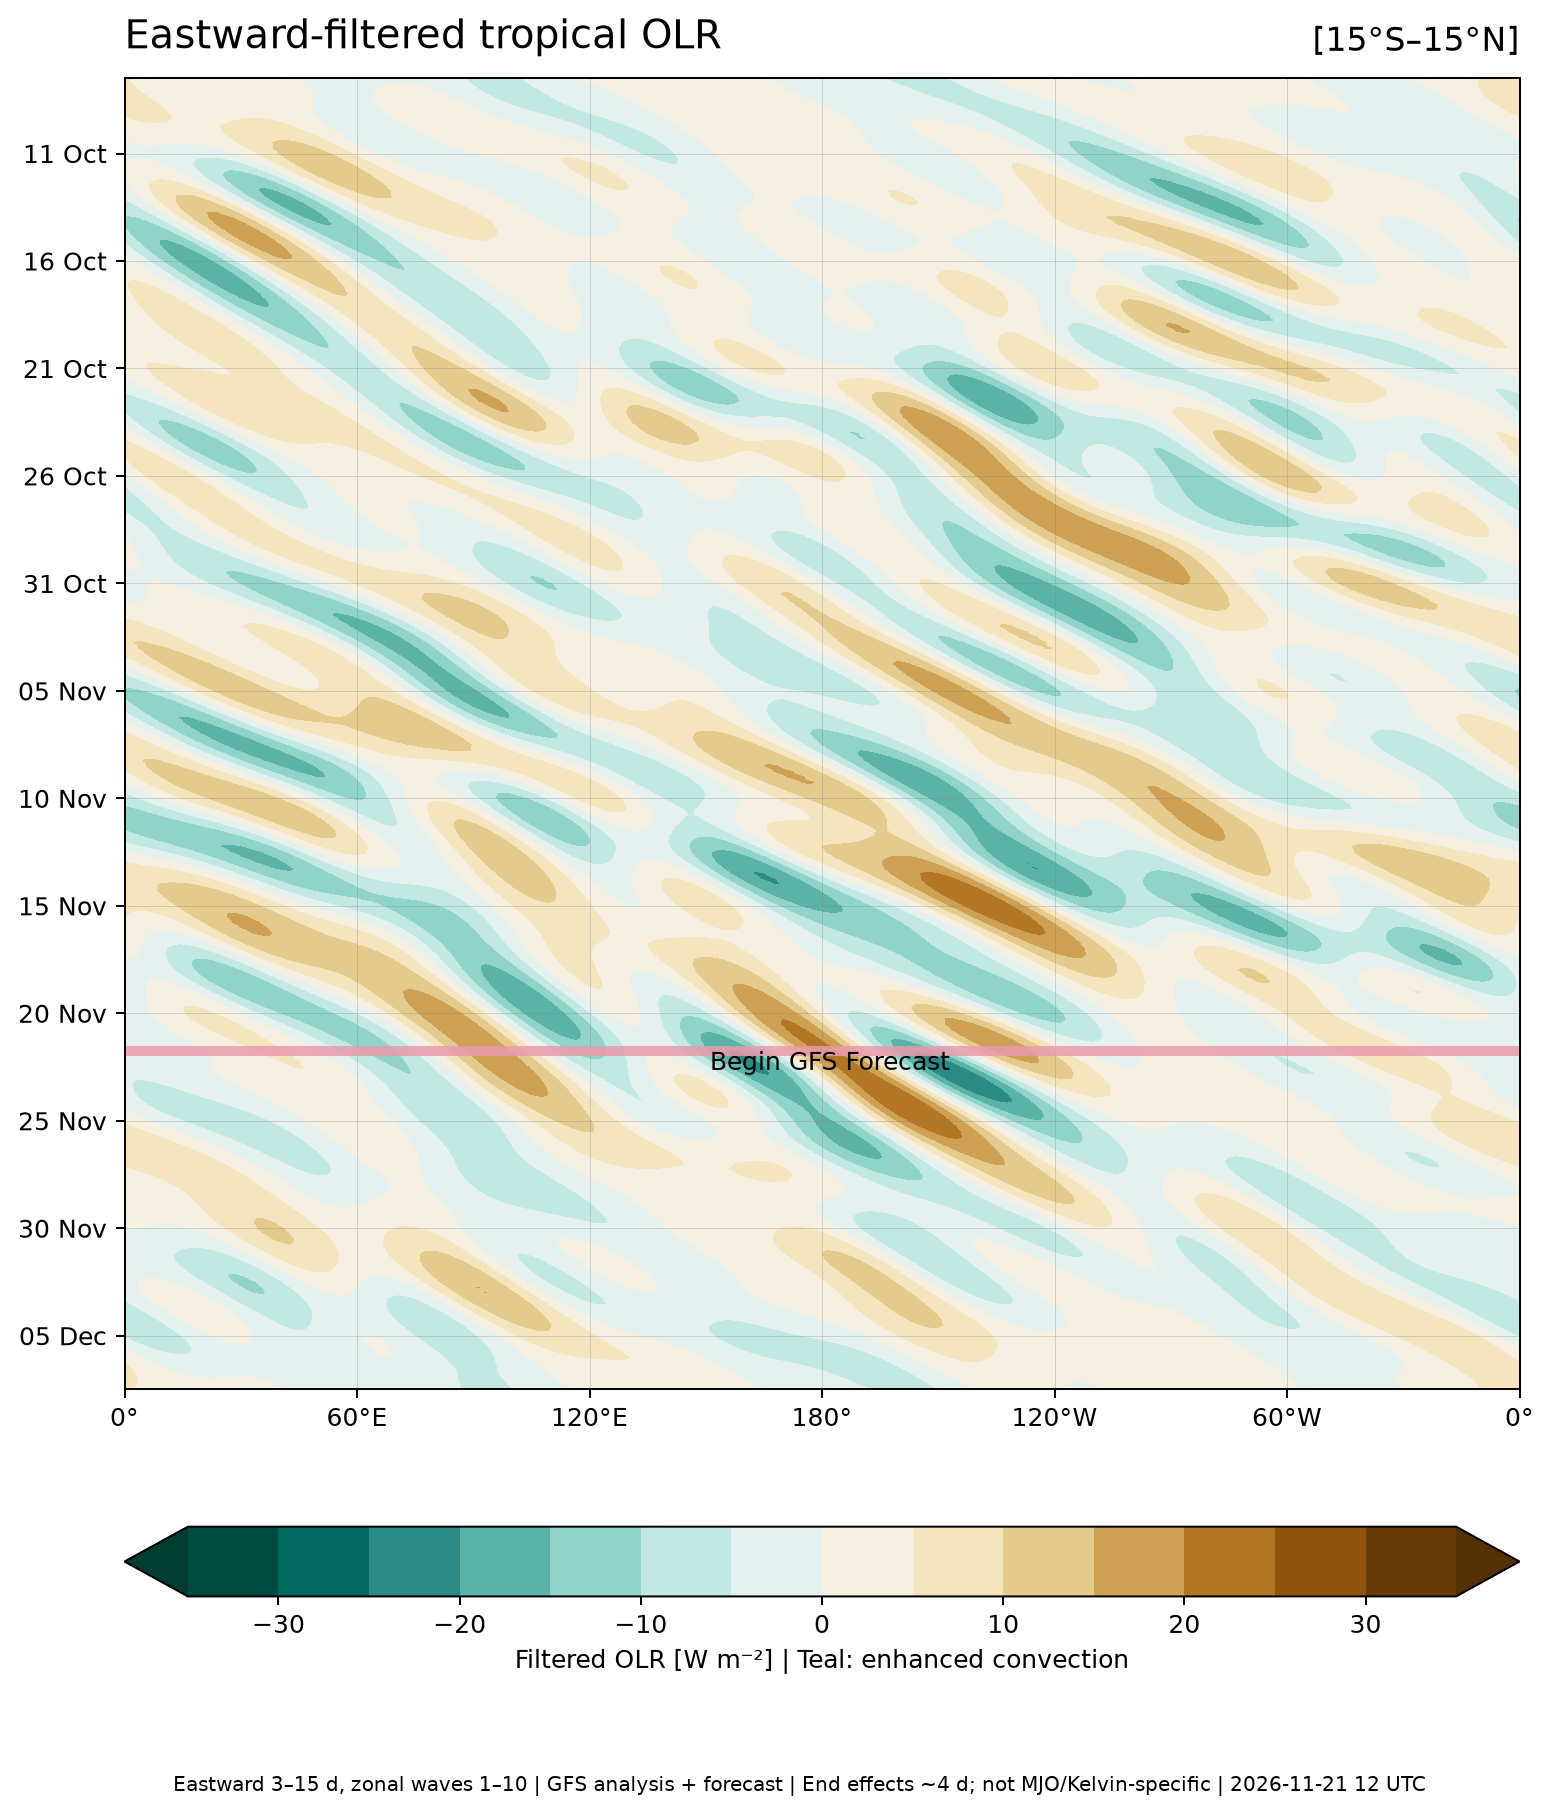 Eastward-filtered tropical OLR
[15°S–15°N]
11 Oct
16 Oct
21 Oct
26 Oct
31 Oct
05 Nov
10 Nov
15 Nov
20 Nov
Begin GFS Forecast
25 Nov
30 Nov
05 Dec
0° 60°E 120°E 180° 120°W 60°W 0°
−30 −20 −10 0 10 20 30
Filtered OLR [W m⁻²] | Teal: enhanced convection
Eastward 3–15 d, zonal waves 1–10 | GFS analysis + forecast | End effects ~4 d; not MJO/Kelvin-specific | 2026-11-21 12 UTC